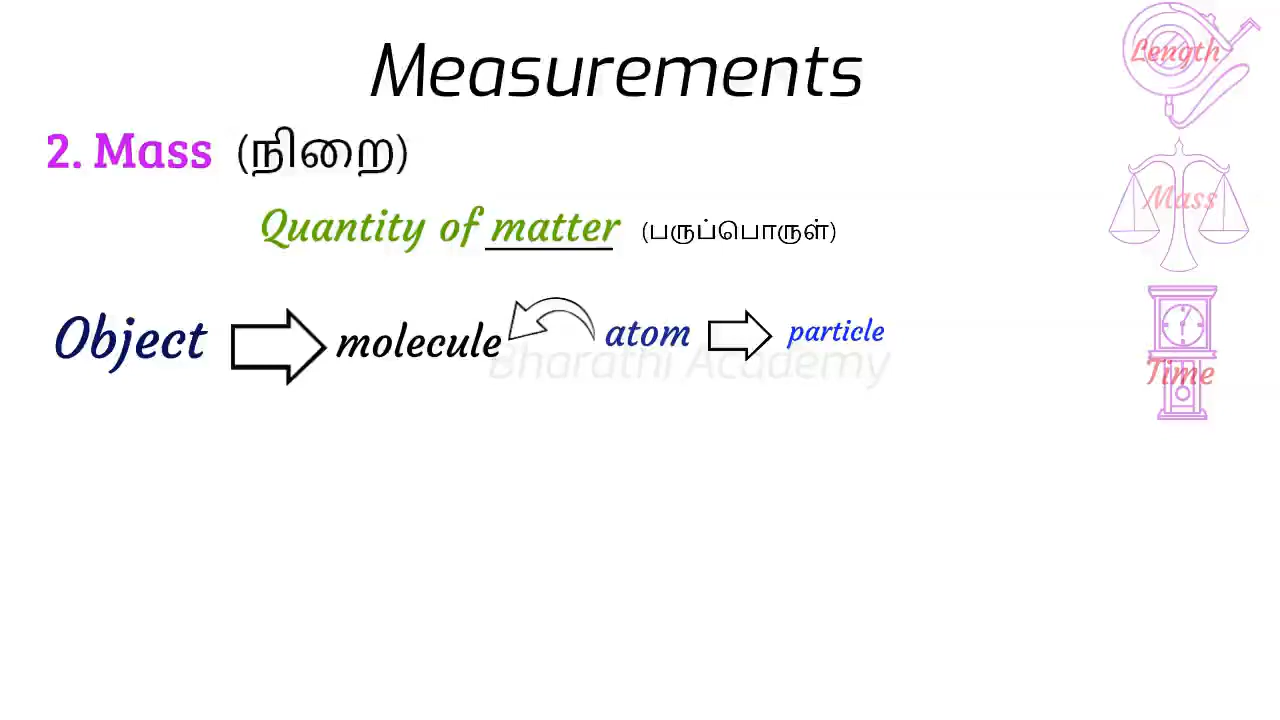 Measurements
Length
2. Mass (நிறை)
Mass
Quantity of matter (பருப்பொருள்)
Object molecule atom particle
Bharathi Academy
Time